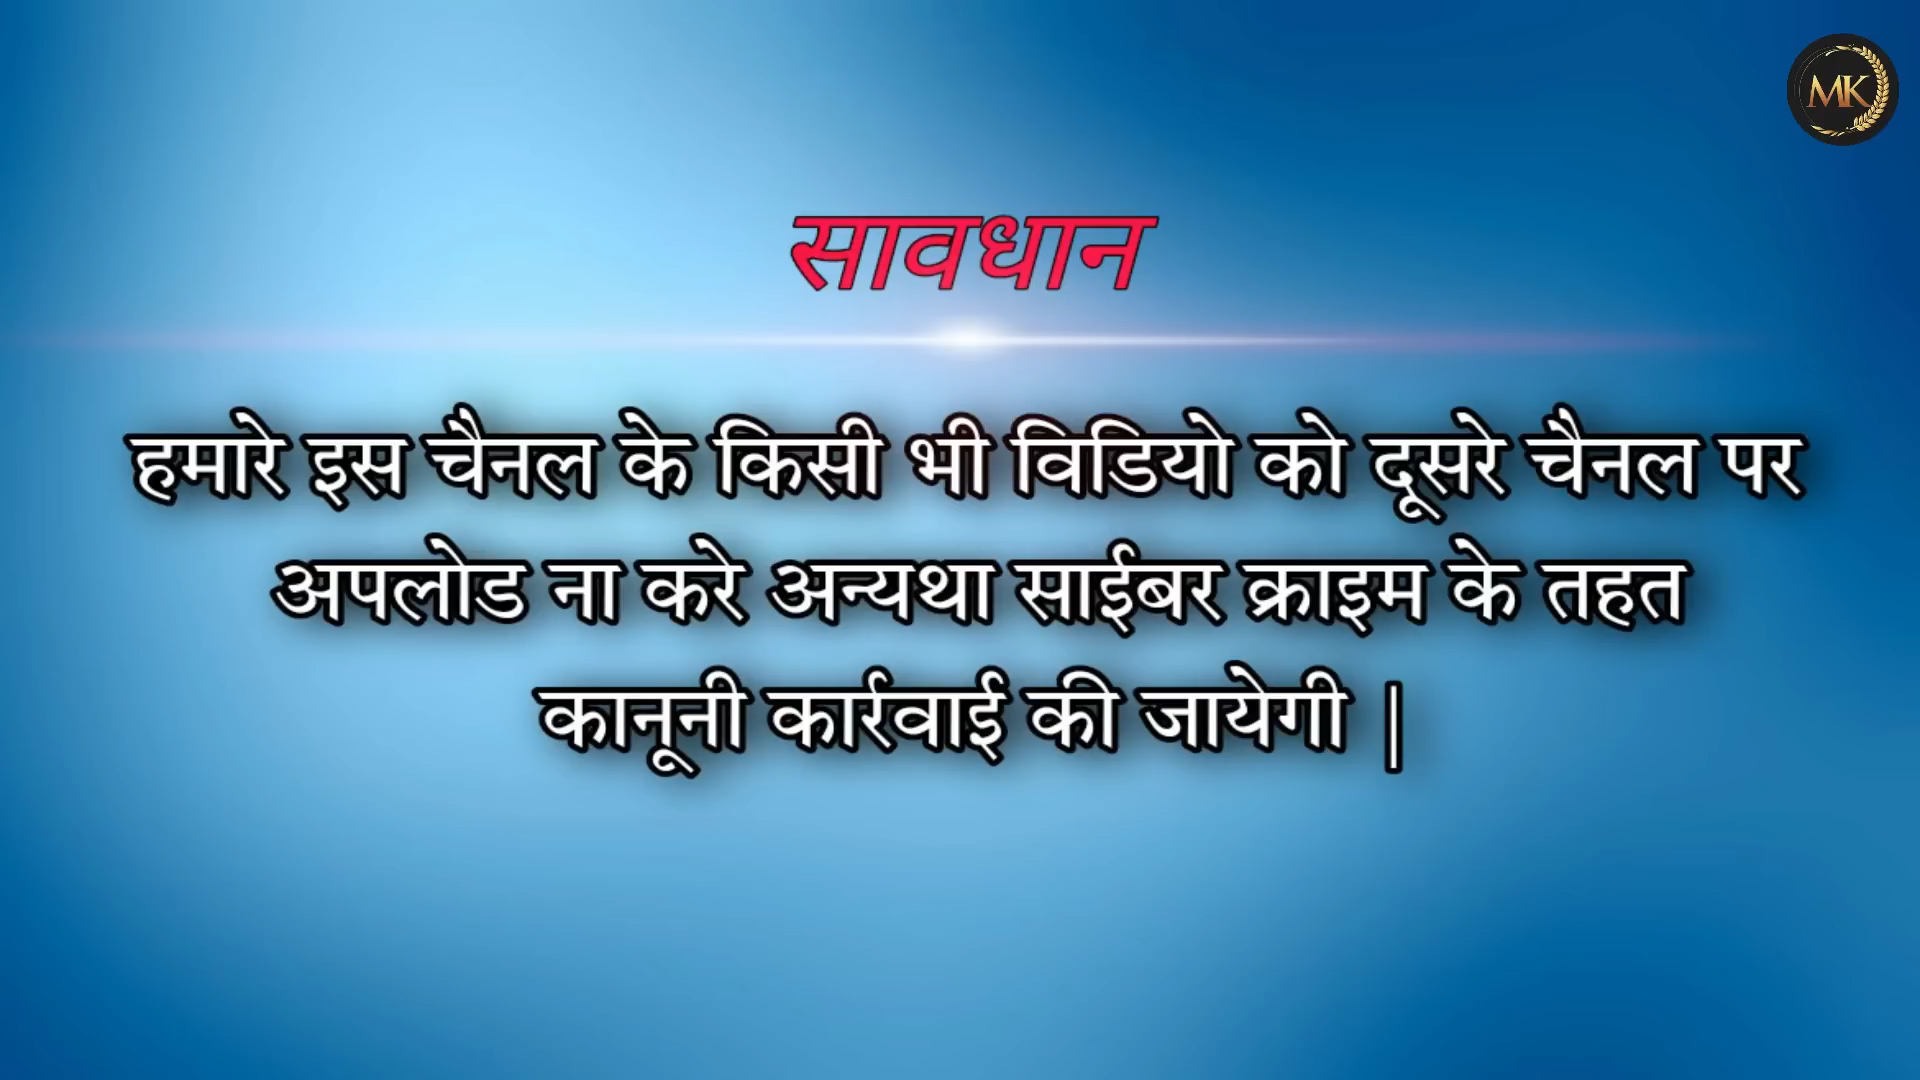 MK
सावधान
हमारे इस चैनल के किसी भी विडियो को दूसरे चैनल पर
अपलोड ना करे अन्यथा साईबर क्राइम के तहत
कानूनी कार्रवाई की जायेगी |